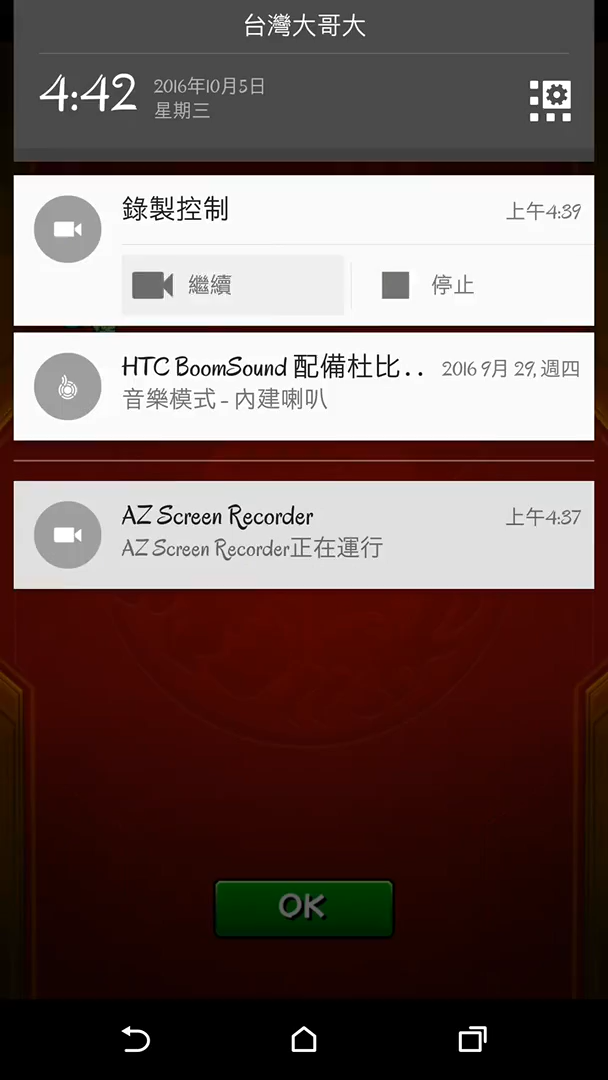 台灣大哥大
4:42
2016年10月5日
星期三
錄製控制
上午4:39
繼續
停止
HTC BoomSound 配備杜比..
2016 9月 29, 週四
音樂模式 - 內建喇叭
AZ Screen Recorder
上午4:37
AZ Screen Recorder正在運行
OK